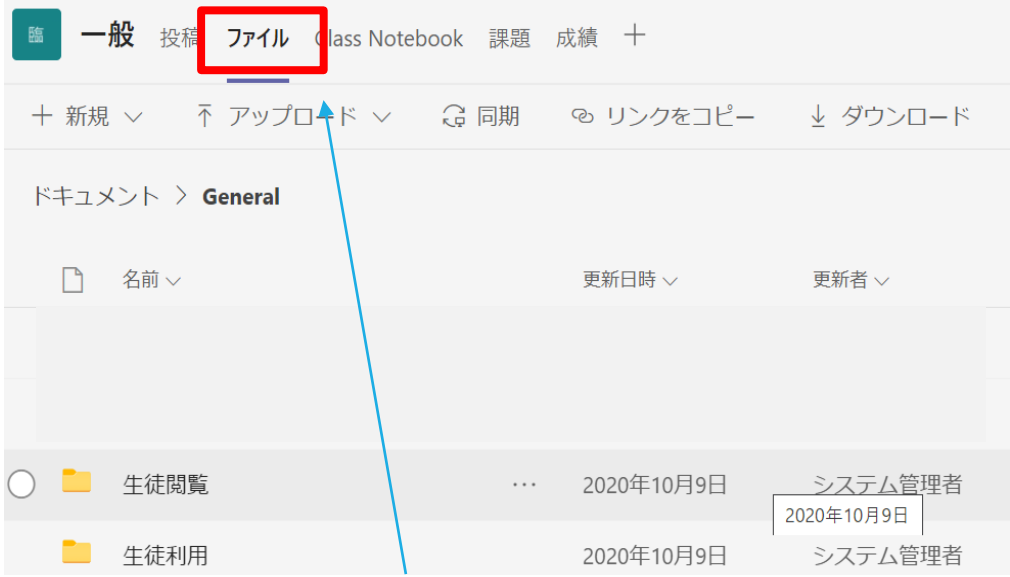 臨 一般 投稿 ファイル Class Notebook 課題 成績 +
+ 新規 アップロード 同期 リンクをコピー ダウンロード
ドキュメント > General
名前 更新日時 更新者
生徒閲覧 ... 2020年10月9日 システム管理者
2020年10月9日
生徒利用 2020年10月9日 システム管理者